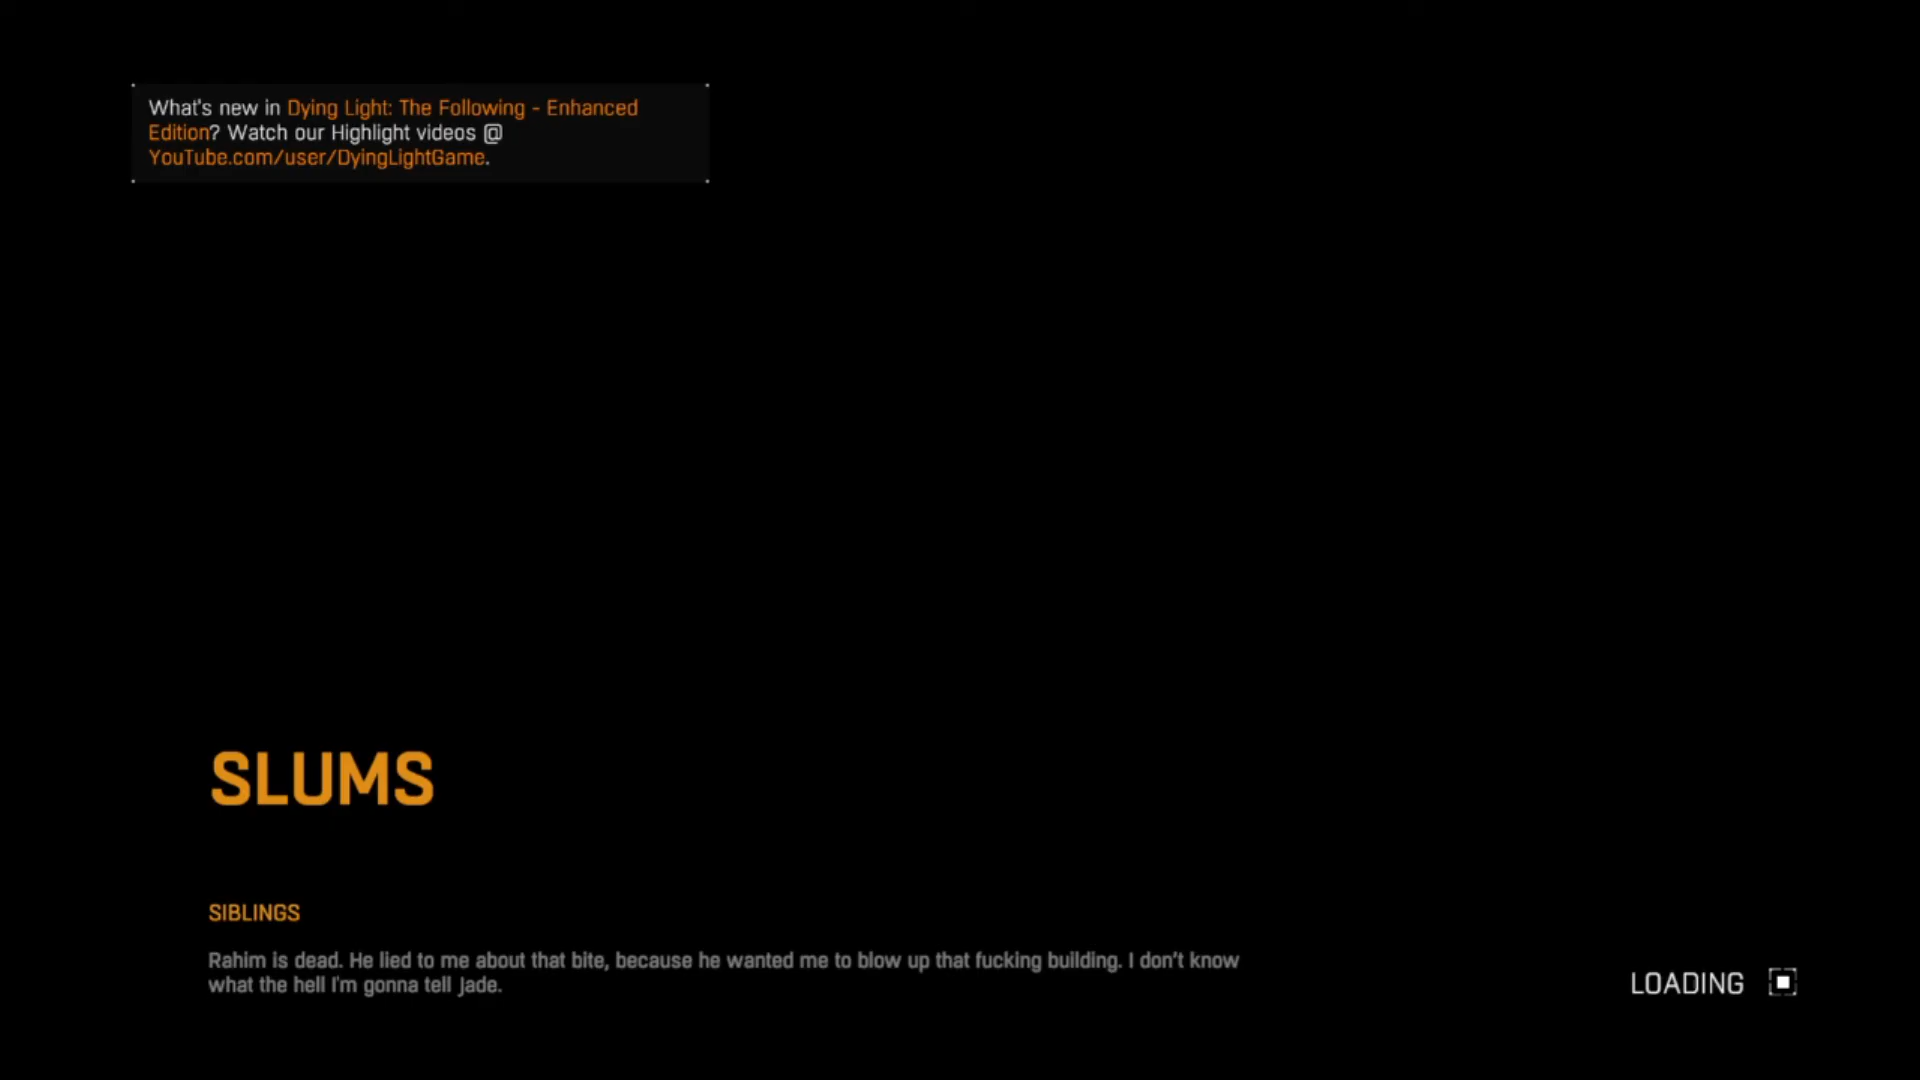 What's new in Dying Light: The Following - Enhanced
Edition? Watch our Highlight videos @
YouTube.com/user/DyingLightGame.
SLUMS
SIBLINGS
Rahim is dead. He lied to me about that bite, because he wanted me to blow up that fucking building. I don't know
what the hell I'm gonna tell Jade.
LOADING